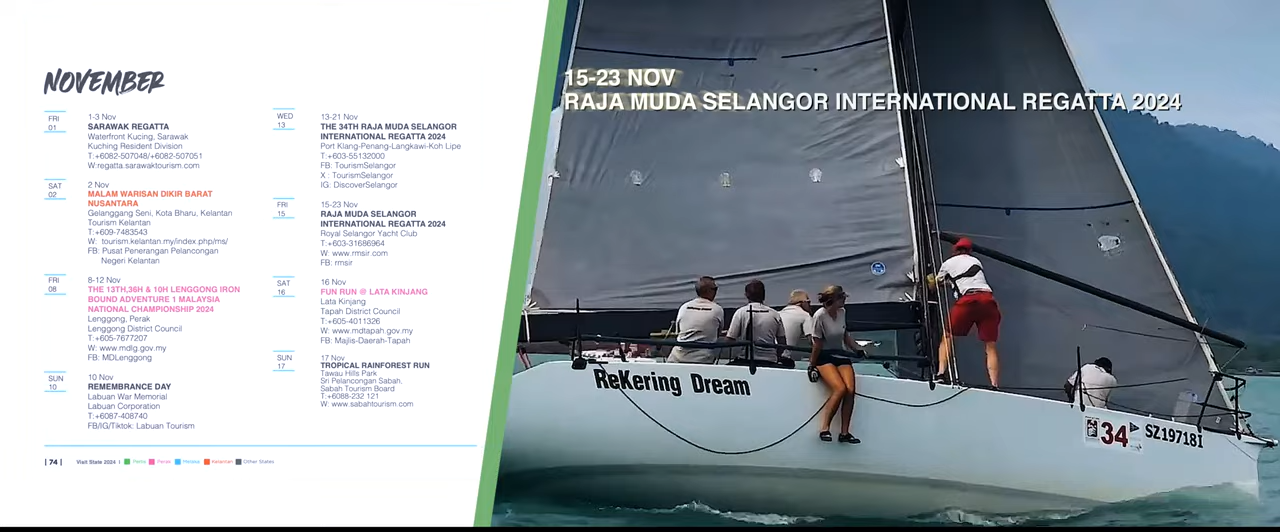 NOVEMBER
FRI
01
1-3 Nov
SARAWAK REGATTA
Waterfront Kucing, Sarawak
Kuching Resident Division
T:+6082-507048/+6082-507051
W:regatta.sarawaktourism.com
SAT
02
2 Nov
MALAM WARISAN DIKIR BARAT
NUSANTARA
Gelanggang Seni, Kota Bharu, Kelantan
Tourism Kelantan
T:+609-7483543
W: tourism.kelantan.my/index.php/ms/
FB: Pusat Penerangan Pelancongan
Negeri Kelantan
FRI
08
8-12 Nov
THE 13TH,36H & 10H LENGGONG IRON
BOUND ADVENTURE 1 MALAYSIA
NATIONAL CHAMPIONSHIP 2024
Lenggong, Perak
Lenggong District Council
T:+605-7677207
W: www.mdlg.gov.my
FB: MDLenggong
SUN
10
10 Nov
REMEMBRANCE DAY
Labuan War Memorial
Labuan Corporation
T:+6087-408740
FB/IG/Tiktok: Labuan Tourism
WED
13
13-21 Nov
THE 34TH RAJA MUDA SELANGOR
INTERNATIONAL REGATTA 2024
Port Klang-Penang-Langkawi-Koh Lipe
T:+603-55132000
FB: TourismSelangor
X : TourismSelangor
IG: DiscoverSelangor
FRI
15
15-23 Nov
RAJA MUDA SELANGOR
INTERNATIONAL REGATTA 2024
Royal Selangor Yacht Club
T:+603-31686964
W: www.rmsir.com
FB: rmsir
SAT
16
16 Nov
FUN RUN @ LATA KINJANG
Lata Kinjang
Tapah District Council
T:+605-4011326
W: www.mdtapah.gov.my
FB: Majlis-Daerah-Tapah
SUN
17
17 Nov
TROPICAL RAINFOREST RUN
Tawau Hills Park
Sri Pelancongan Sabah,
Sabah Tourism Board
T:+6088-232 121
W: www.sabahtourism.com
| 74 | Visit State 2024 | Perlis Perak Melaka Kelantan Other States
15-23 NOV
RAJA MUDA SELANGOR INTERNATIONAL REGATTA 2024
ReKering Dream
34 SZ19718I